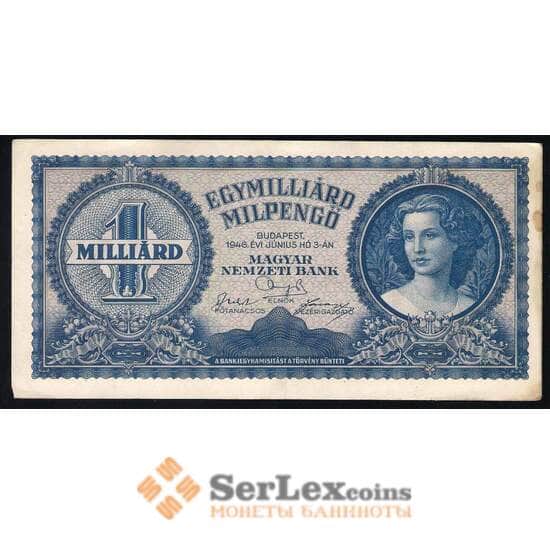 EGYMILLIÁRD
MILPENGŐ
BUDAPEST,
1946. ÉVI JÚNIUS HÓ 3-ÁN
MAGYAR
NEMZETI BANK
1
MILLIÁRD
ELNÖK
FŐTANÁCSOS VEZÉRIGAZGATÓ
A BANKJEGYHAMISÍTÁST A TÖRVÉNY BÜNTETI
SerLexcoins
МОНЕТЫ БАНКНОТЫ